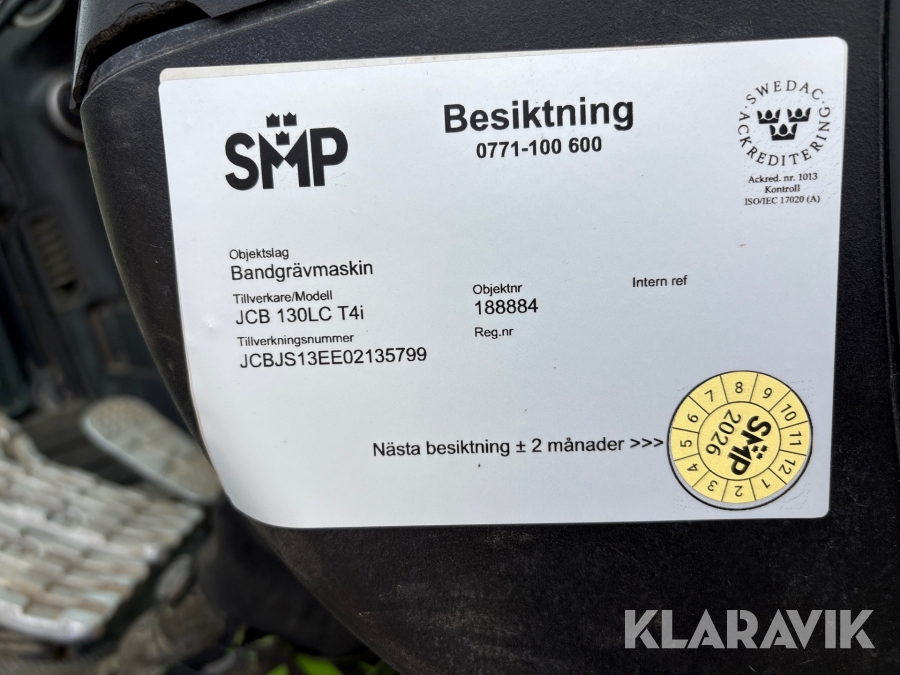 SMP
Besiktning
0771-100 600
SWEDAC
ACKREDITERING
Ackred. nr. 1013
Kontroll
ISO/IEC 17020 (A)
Objektslag
Bandgrävmaskin
Tillverkare/Modell
JCB 130LC T4i
Tillverkningsnummer
JCBJS13EE02135799
Objektnr
188884
Reg.nr
Intern ref
Nästa besiktning ± 2 månader >>>
1 2 3 4 5 6 7 8 9 10 11 12
SMP
2026
KLARAVIK